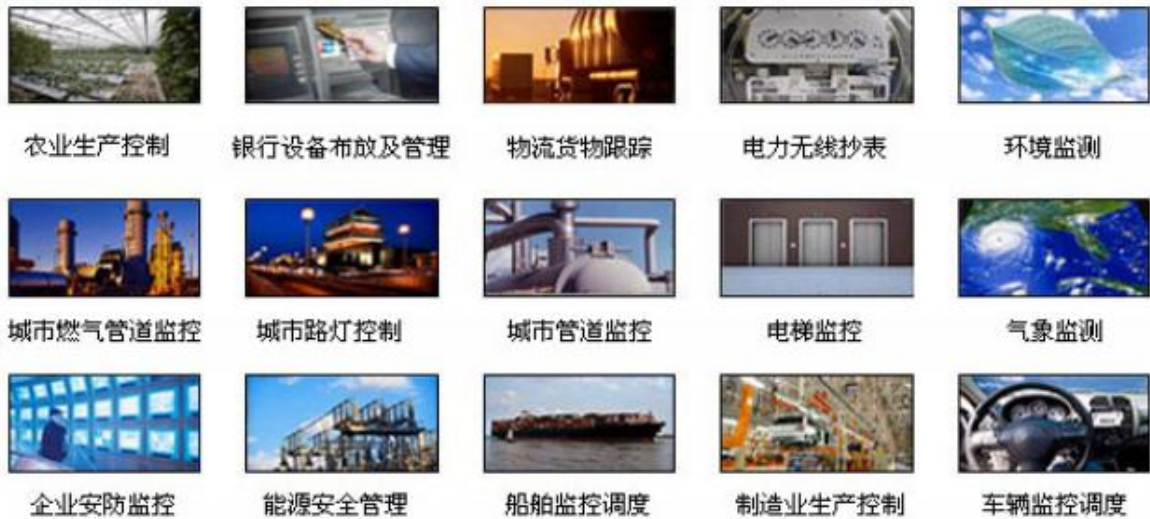 农业生产控制
银行设备布放及管理
物流货物跟踪
电力无线抄表
环境监测
城市燃气管道监控
城市路灯控制
城市管道监控
电梯监控
气象监测
企业安防监控
能源安全管理
船舶监控调度
制造业生产控制
车辆监控调度